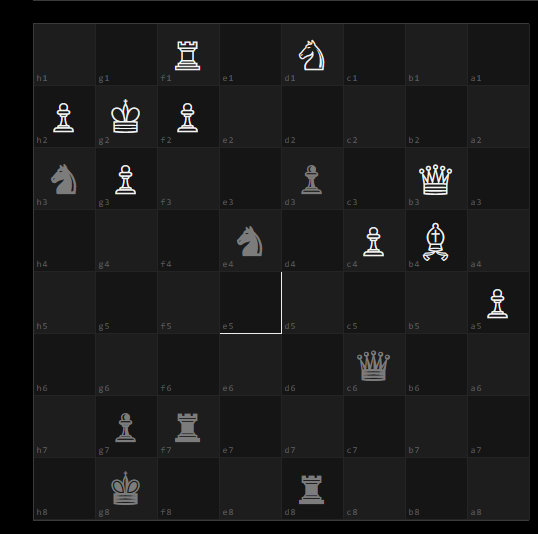 h1 g1 f1 e1 d1 c1 b1 a1
h2 g2 f2 e2 d2 c2 b2 a2
h3 g3 f3 e3 d3 c3 b3 a3
h4 g4 f4 e4 d4 c4 b4 a4
h5 g5 f5 e5 d5 c5 b5 a5
h6 g6 f6 e6 d6 c6 b6 a6
h7 g7 f7 e7 d7 c7 b7 a7
h8 g8 f8 e8 d8 c8 b8 a8